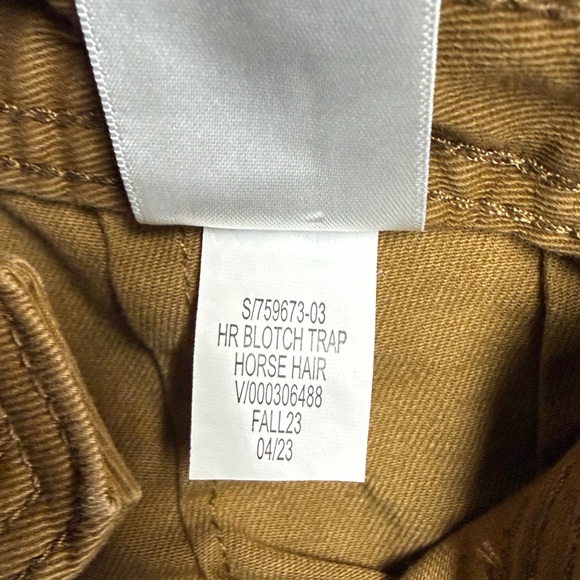 S/759673-03
HR BLOTCH TRAP
HORSE HAIR
V/000306488
FALL23
04/23